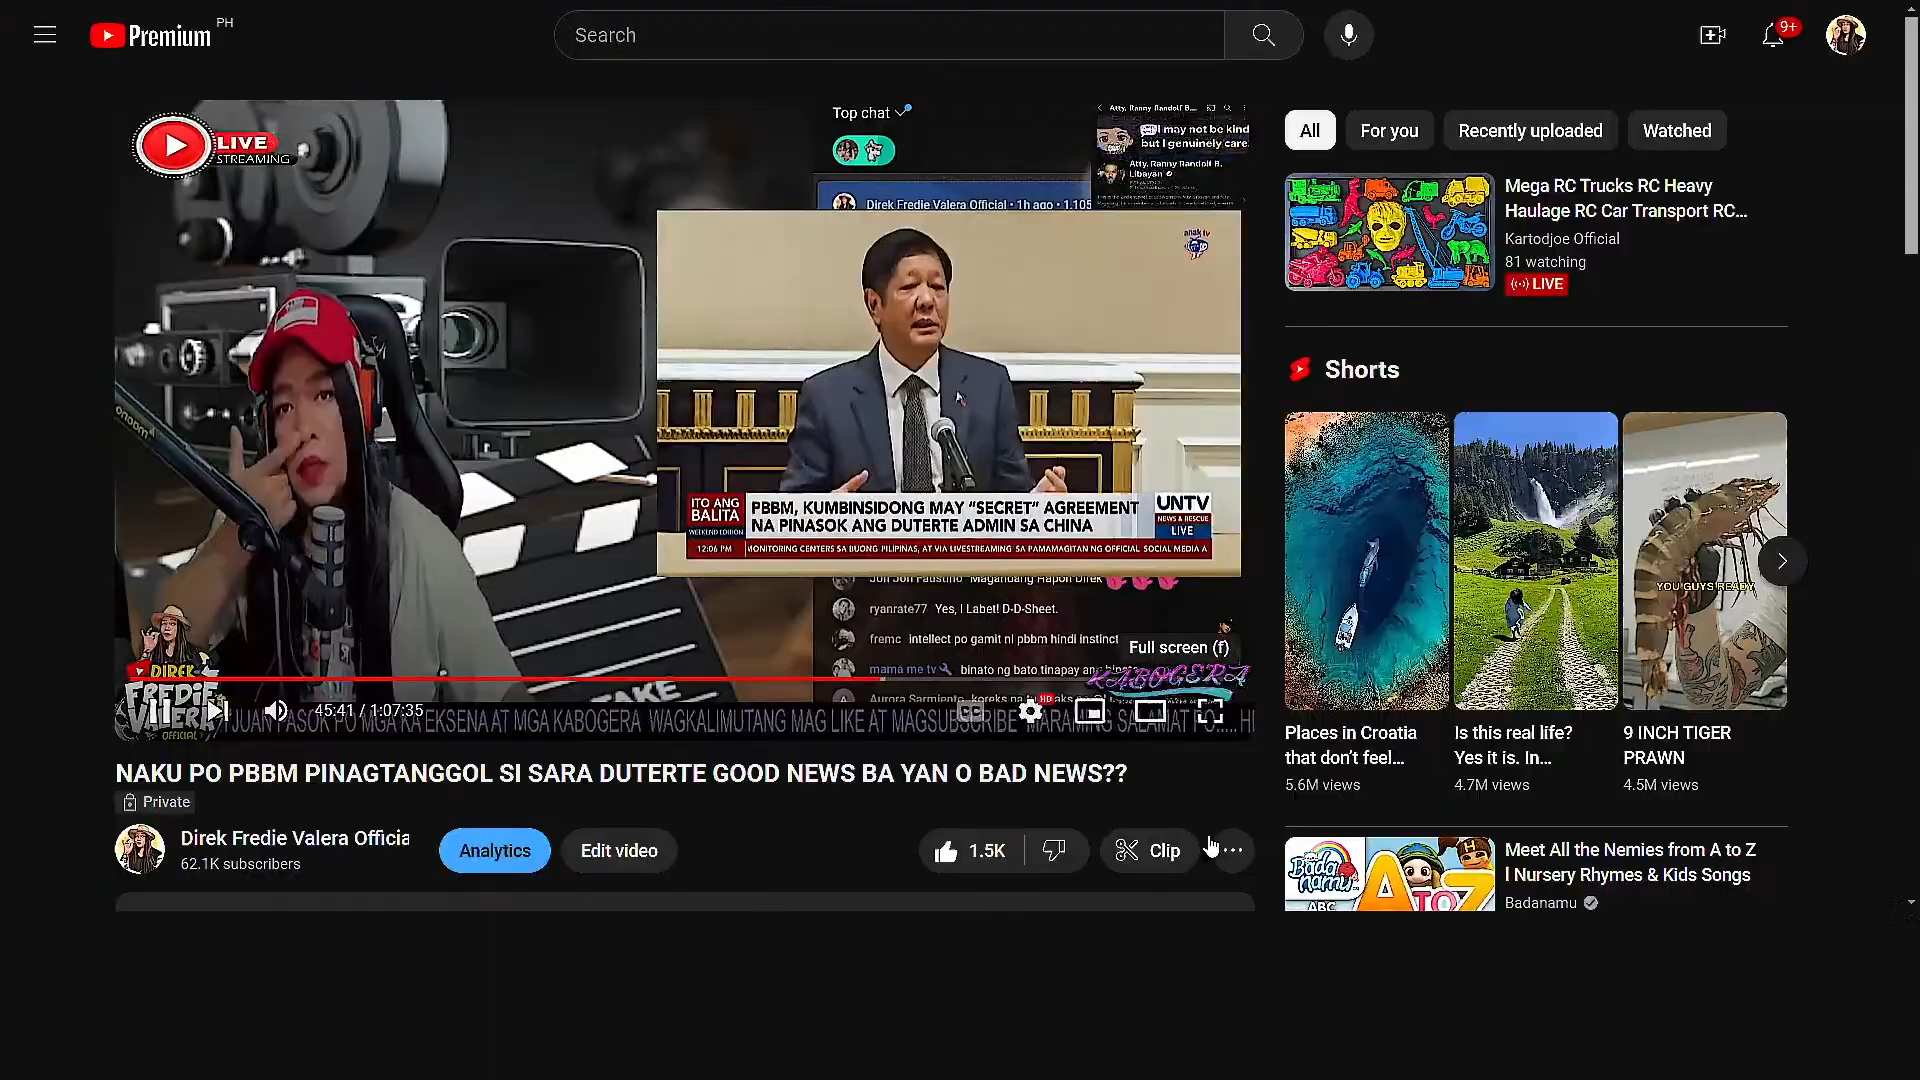 Premium
PH
Search
9+
LIVE
STREAMING
Top chat
Atty. Ranny Randolf B...
I may not be kind
but I genuinely care.
Atty. Ranny Randolf B.
Libayan
Direk Fredie Valera Official • 1h ago • 1,105
anak tv
ITO ANG
BALITA
WEEKEND EDITION
PBBM, KUMBINSIDONG MAY “SECRET” AGREEMENT
NA PINASOK ANG DUTERTE ADMIN SA CHINA
UNTV
NEWS & RESCUE
LIVE
12:06 PM
MONITORING CENTERS SA BUONG PILIPINAS, AT VIA LIVESTREAMING SA PAMAMAGITAN NG OFFICIAL SOCIAL MEDIA A
Jon Jon Faustino Magandang Hapon Direk
ryanrate77 Yes, I Labet! D-D-Sheet.
fremc intellect po gamit ni pbbm hindi instinct
mama me tv binato ng bato tinapay ang
Aurora Sarmiento koreks na
Full screen (f)
KABOGERA
TAKE
DIREK
FREDIE
VALERA
OFFICIAL
45:41 / 1:07:35
HD
PASOK PO MGA KA EKSENA AT MGA KABOGERA WAGKALIMUTANG MAG LIKE AT MAGSUBSCRIBE MARAMING SALAMAT PO.....H
NAKU PO PBBM PINAGTANGGOL SI SARA DUTERTE GOOD NEWS BA YAN O BAD NEWS??
Private
Direk Fredie Valera Officia
62.1K subscribers
Analytics
Edit video
1.5K
Clip
All
For you
Recently uploaded
Watched
Mega RC Trucks RC Heavy
Haulage RC Car Transport RC...
Kartodjoe Official
81 watching
LIVE
Shorts
YOU GUYS READY
Places in Croatia
that don’t feel...
5.6M views
Is this real life?
Yes it is. In...
4.7M views
9 INCH TIGER
PRAWN
4.5M views
Badanamu
ABC
A TO Z
Meet All the Nemies from A to Z
l Nursery Rhymes & Kids Songs
Badanamu